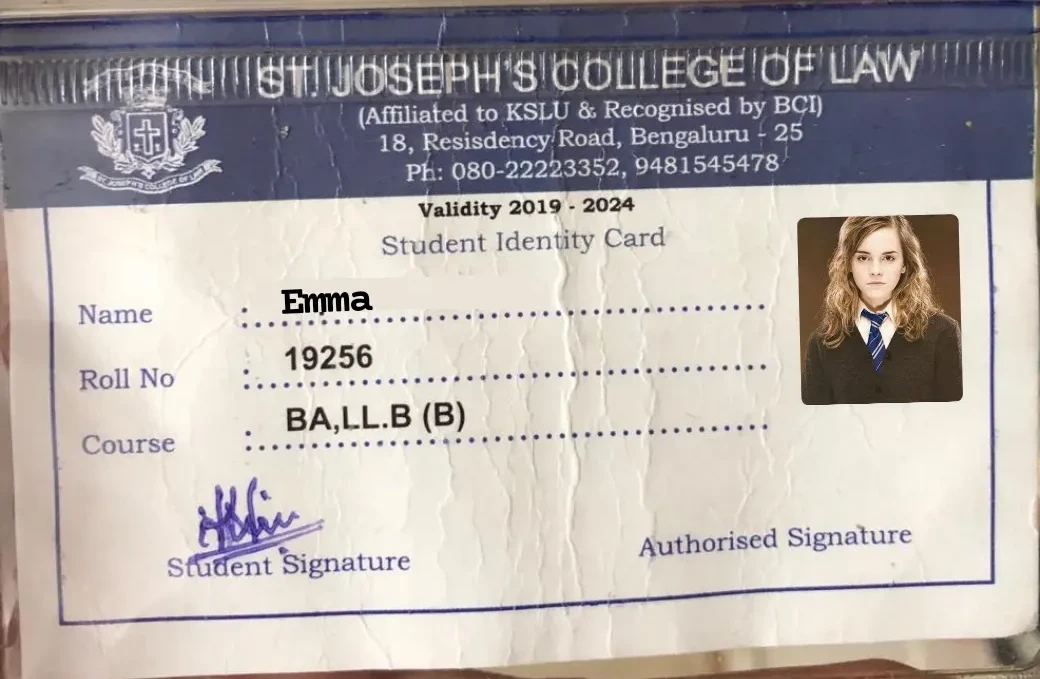 ST. JOSEPH'S COLLEGE OF LAW
(Affiliated to KSLU & Recognised by BCI)
18, Resisdency Road, Bengaluru - 25
Ph: 080-22223352, 9481545478
ST. JOSEPH'S COLLEGE OF LAW
Validity 2019 - 2024
Student Identity Card
Name : Emma
Roll No : 19256
Course : BA,LL.B (B)
Student Signature
Authorised Signature